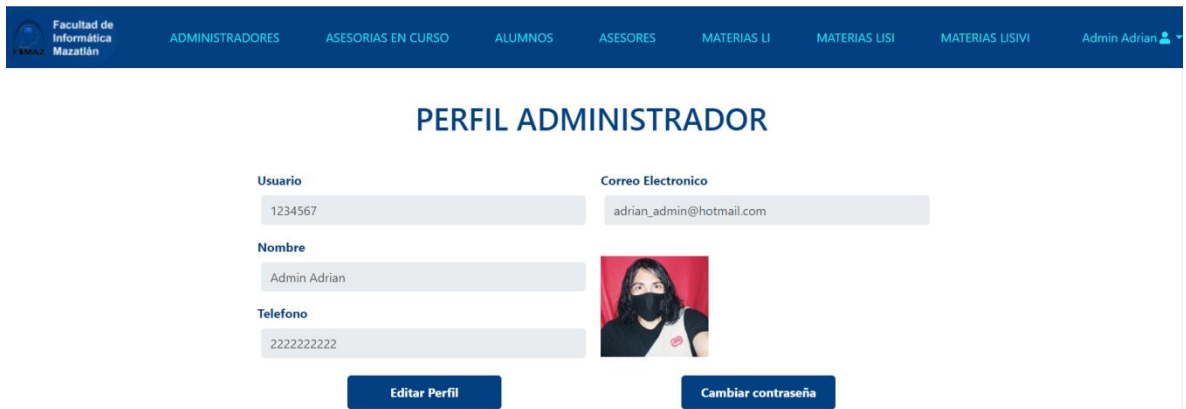 Facultad de
Informática
Mazatlán
ADMINISTRADORES ASESORIAS EN CURSO ALUMNOS ASESORES MATERIAS LI MATERIAS LISI MATERIAS LISIVI Admin Adrian
PERFIL ADMINISTRADOR
Usuario Correo Electronico
1234567 adrian_admin@hotmail.com
Nombre
Admin Adrian
Telefono
2222222222
Editar Perfil Cambiar contraseña